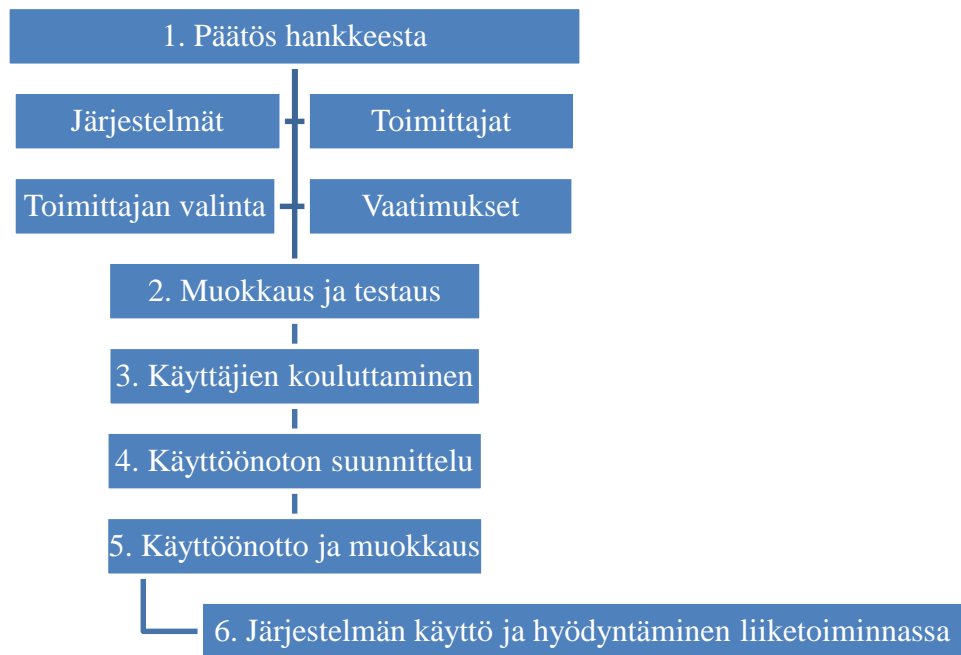 1. Päätös hankkeesta
Järjestelmät
Toimittajat
Toimittajan valinta
Vaatimukset
2. Muokkaus ja testaus
3. Käyttäjien kouluttaminen
4. Käyttöönoton suunnittelu
5. Käyttöönotto ja muokkaus
6. Järjestelmän käyttö ja hyödyntäminen liiketoiminnassa